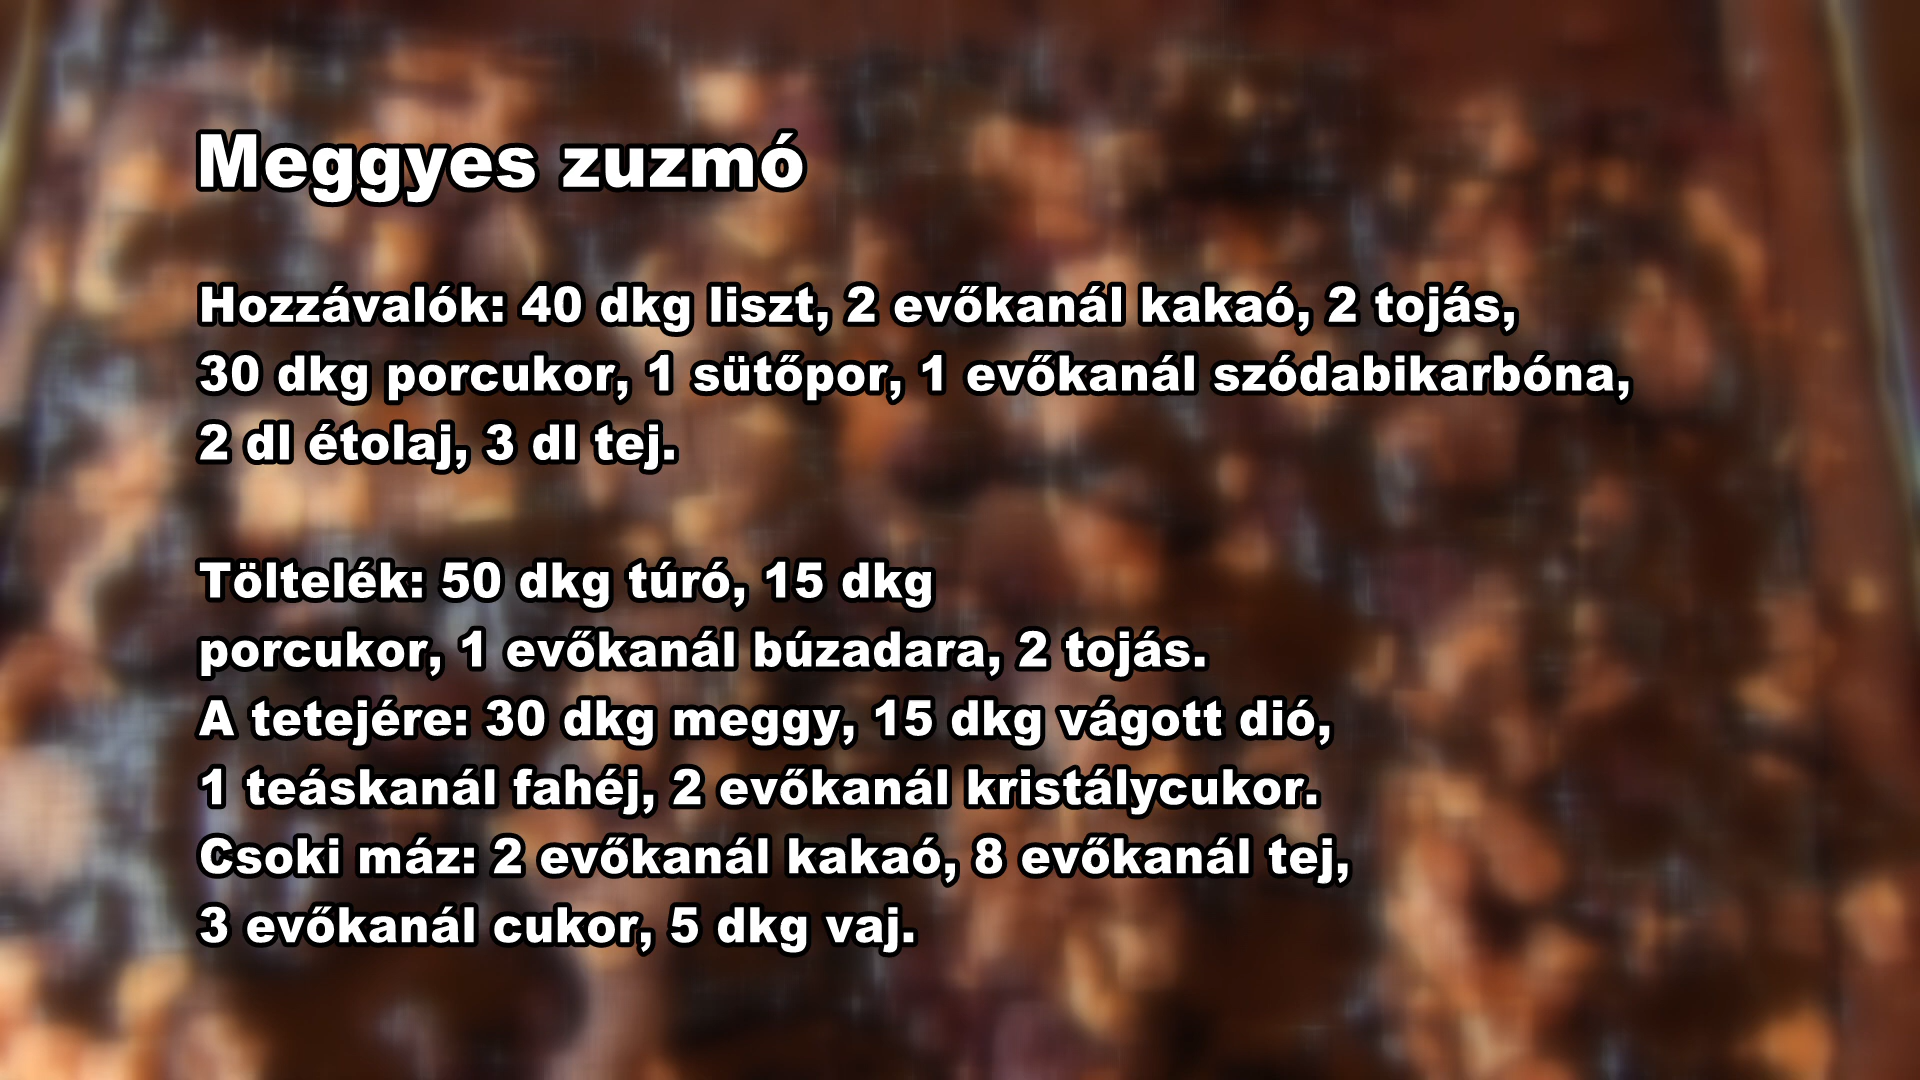 Meggyes zuzmó
Hozzávalók: 40 dkg liszt, 2 evőkanál kakaó, 2 tojás,
30 dkg porcukor, 1 sütőpor, 1 evőkanál szódabikarbóna,
2 dl étolaj, 3 dl tej.
Töltelék: 50 dkg túró, 15 dkg
porcukor, 1 evőkanál búzadara, 2 tojás.
A tetejére: 30 dkg meggy, 15 dkg vágott dió,
1 teáskanál fahéj, 2 evőkanál kristálycukor.
Csoki máz: 2 evőkanál kakaó, 8 evőkanál tej,
3 evőkanál cukor, 5 dkg vaj.